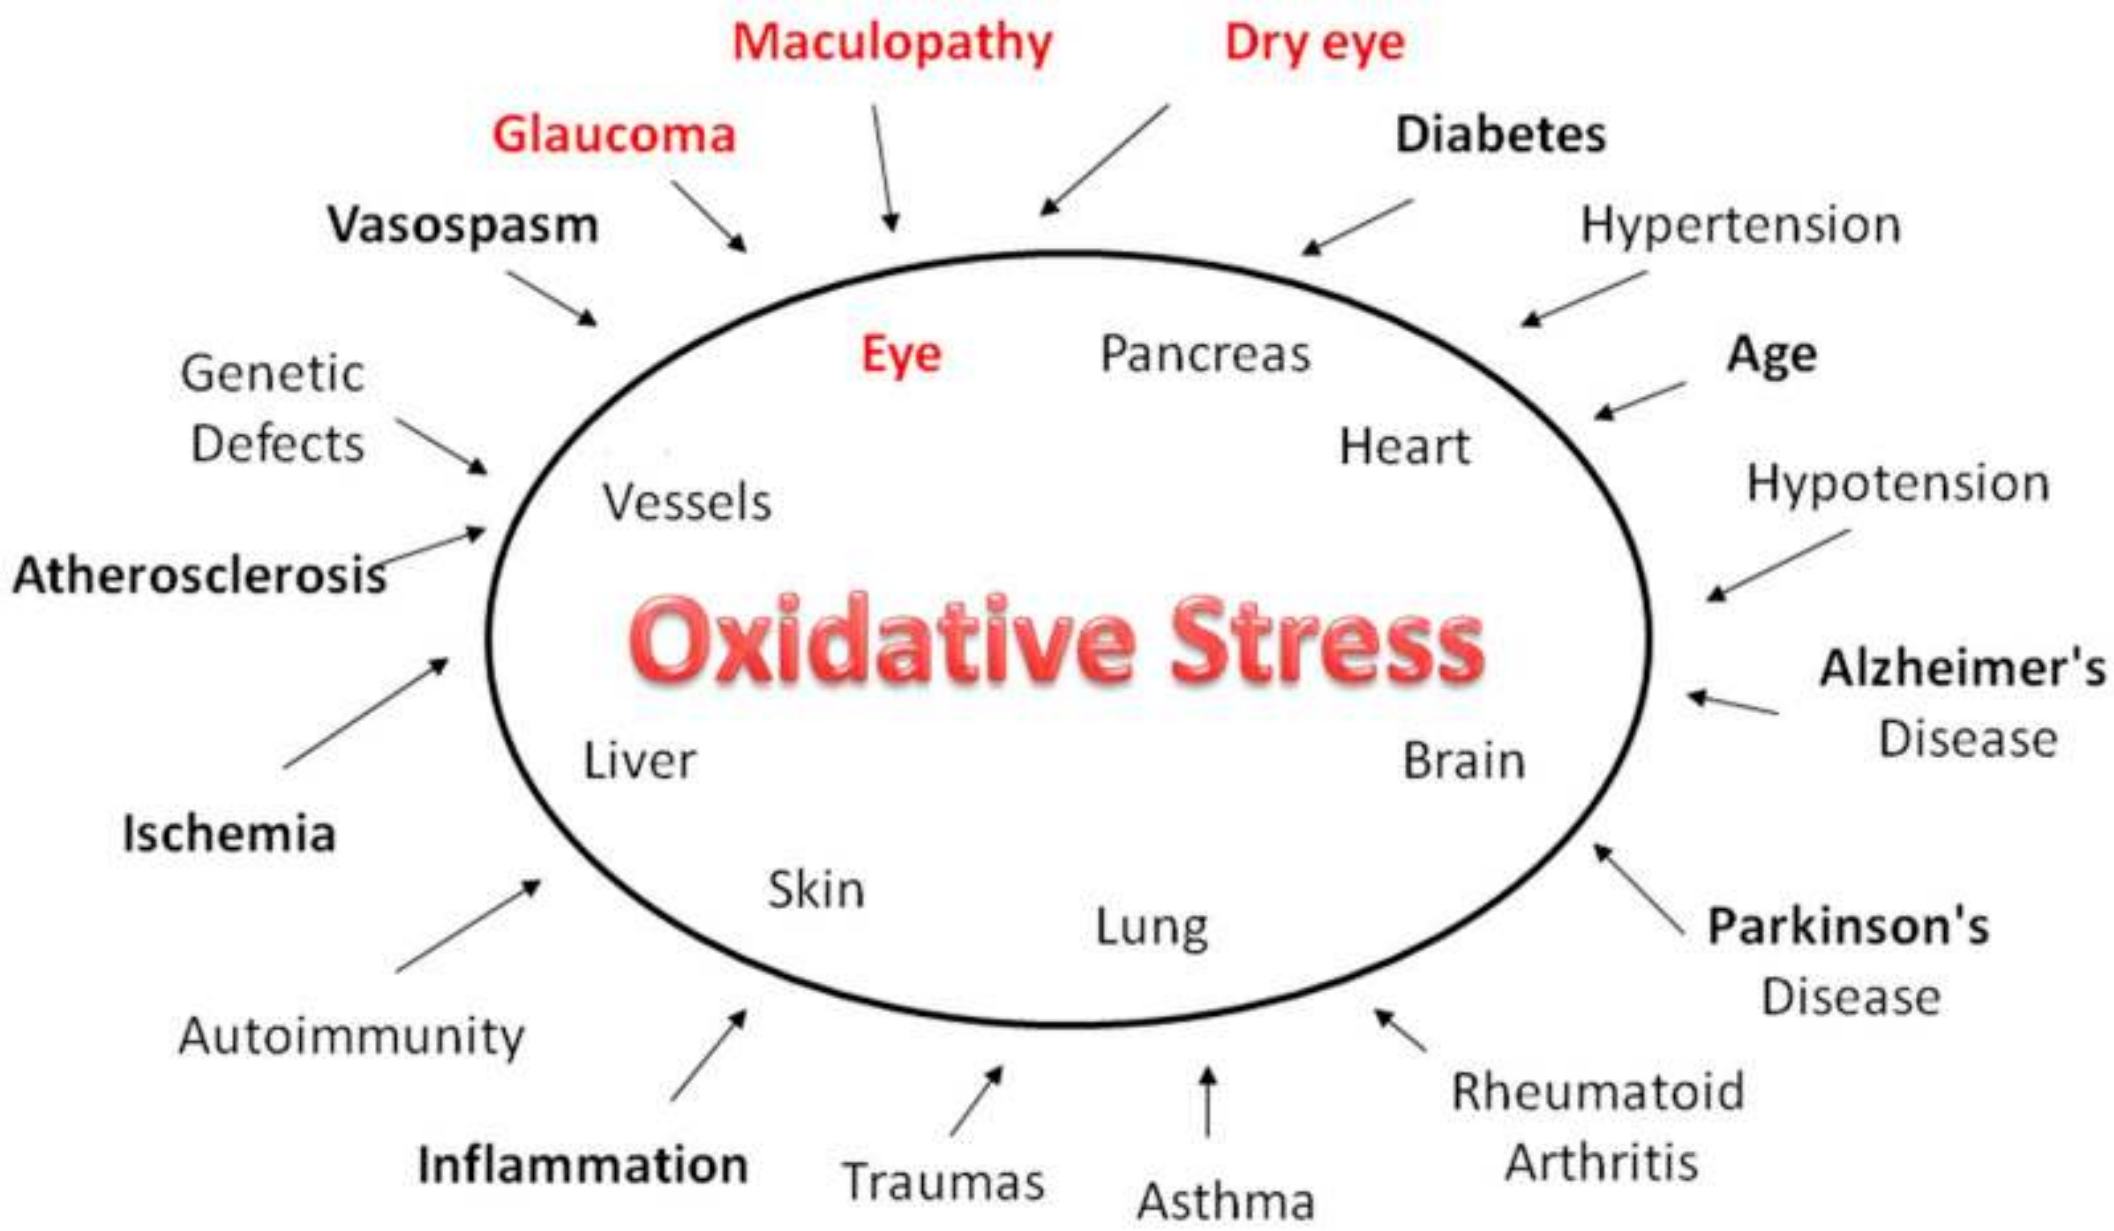 Maculopathy
Dry eye
Glaucoma
Diabetes
Vasospasm
Hypertension
Eye
Pancreas
Age
Genetic
Defects
Heart
Hypotension
Vessels
Atherosclerosis
Oxidative Stress
Alzheimer's
Disease
Liver
Brain
Ischemia
Skin
Lung
Parkinson's
Disease
Autoimmunity
Rheumatoid
Arthritis
Inflammation
Traumas
Asthma